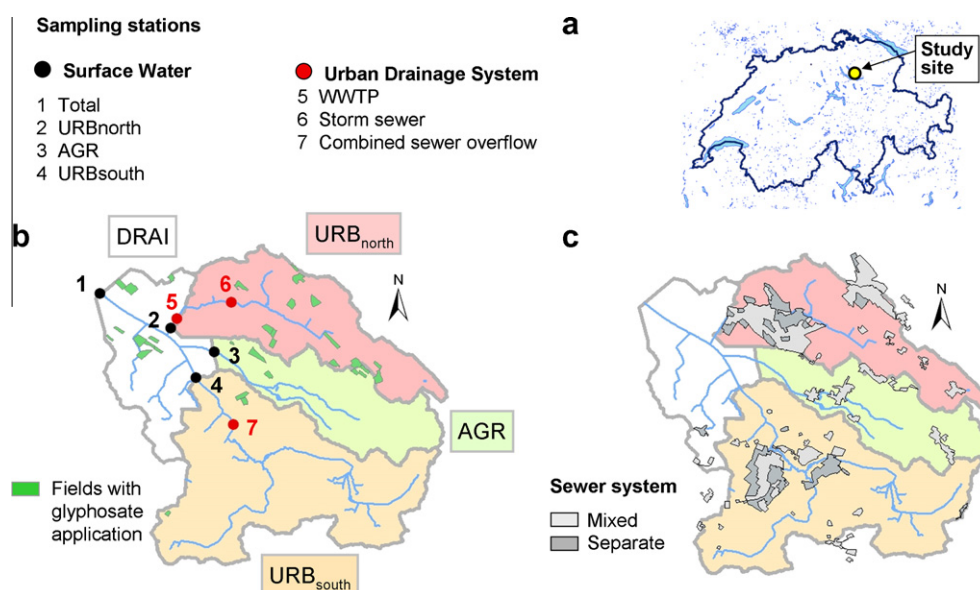 Sampling stations
Surface Water
1 Total
2 URBnorth
3 AGR
4 URBsouth
Urban Drainage System
5 WWTP
6 Storm sewer
7 Combined sewer overflow
a
Study
site
b
DRAI
URBnorth
N
1
2
3
4
5
6
7
AGR
Fields with
glyphosate
application
URBsouth
c
N
Sewer system
Mixed
Separate